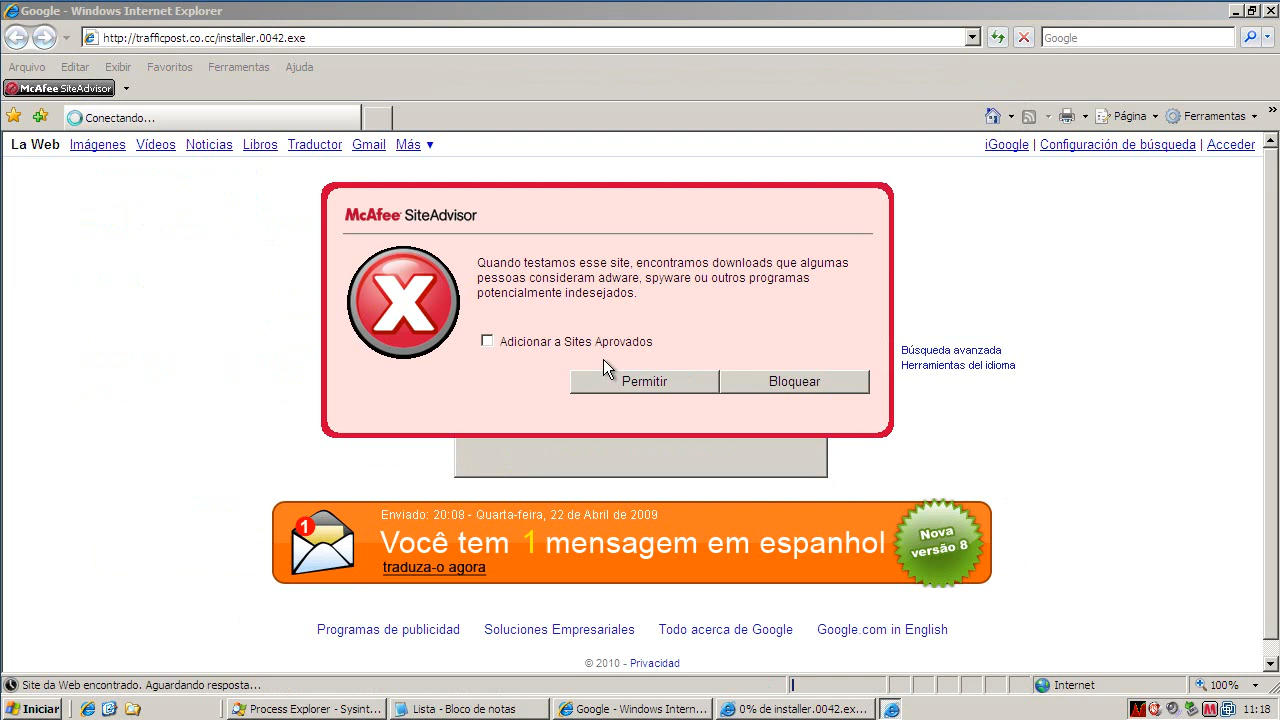 Google - Windows Internet Explorer
http://trafficpost.co.cc/installer.0042.exe
Google
Arquivo Editar Exibir Favoritos Ferramentas Ajuda
McAfee SiteAdvisor
Conectando...
Página Ferramentas
La Web Imágenes Vídeos Noticias Libros Traductor Gmail Más ▼
iGoogle | Configuración de búsqueda | Acceder
McAfee SiteAdvisor
Quando testamos esse site, encontramos downloads que algumas
pessoas consideram adware, spyware ou outros programas
potencialmente indesejados.
Adicionar a Sites Aprovados
Permitir Bloquear
Búsqueda avanzada
Herramientas del idioma
1
Enviado: 20:08 - Quarta-feira, 22 de Abril de 2009
Você tem 1 mensagem em espanhol
traduza-o agora
Nova
versão 8
Programas de publicidad Soluciones Empresariales Todo acerca de Google Google.com in English
© 2010 - Privacidad
Site da Web encontrado. Aguardando resposta...
Internet
100%
Iniciar
Process Explorer - Sysint...
Lista - Bloco de notas
Google - Windows Intern...
0% de installer.0042.ex...
11:18